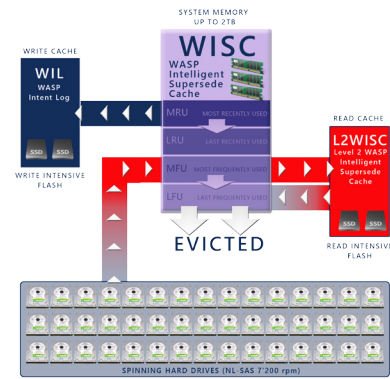 SYSTEM MEMORY
UP TO 2TB
WISC
WASP
Intelligent
Supersede
Cache
MRU MOST RECENTLY USED
LRU LAST RECENTLY USED
MFU MOST FREQUENTLY USED
LFU LAST FREQUENTLY USED
EVICTED
WRITE CACHE
WIL
WASP
Intent Log
SSD SSD
WRITE INTENSIVE
FLASH
READ CACHE
L2WISC
Level 2 WASP
Intelligent
Supersede
Cache
SSD SSD
READ INTENSIVE
FLASH
SPINNING HARD DRIVES (NL-SAS 7'200 rpm)